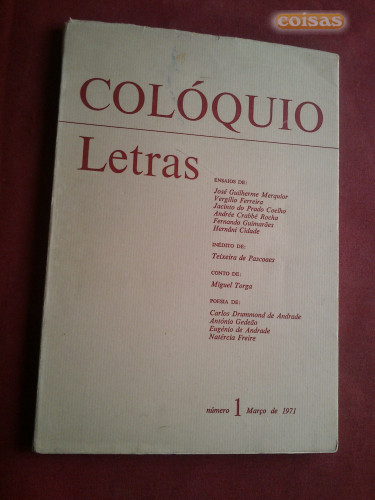 coisas
COLÓQUIO
Letras
ENSAIOS DE:
José Guilherme Merquior
Vergílio Ferreira
Jacinto do Prado Coelho
Andrée Crabbé Rocha
Fernando Guimarães
Hernâni Cidade
INÉDITO DE:
Teixeira de Pascoaes
CONTO DE:
Miguel Torga
POESIA DE:
Carlos Drummond de Andrade
António Gedeão
Eugénio de Andrade
Natércia Freire
número 1 Março de 1971